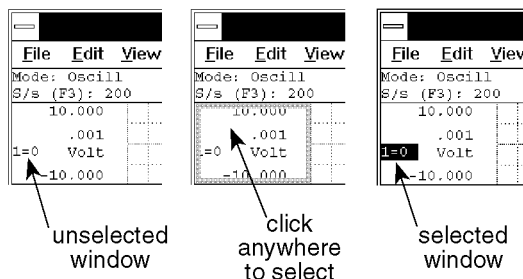 File Edit View
Mode: Oscill
S/s (F3): 200
10.000
.001
1=0 Volt
-10.000
unselected
window
File Edit View
Mode: Oscill
S/s (F3): 200
10.000
.001
=0 Volt
-10.000
click
anywhere
to select
File Edit View
Mode: Oscill
S/s (F3): 200
10.000
.001
1=0 Volt
-10.000
selected
window